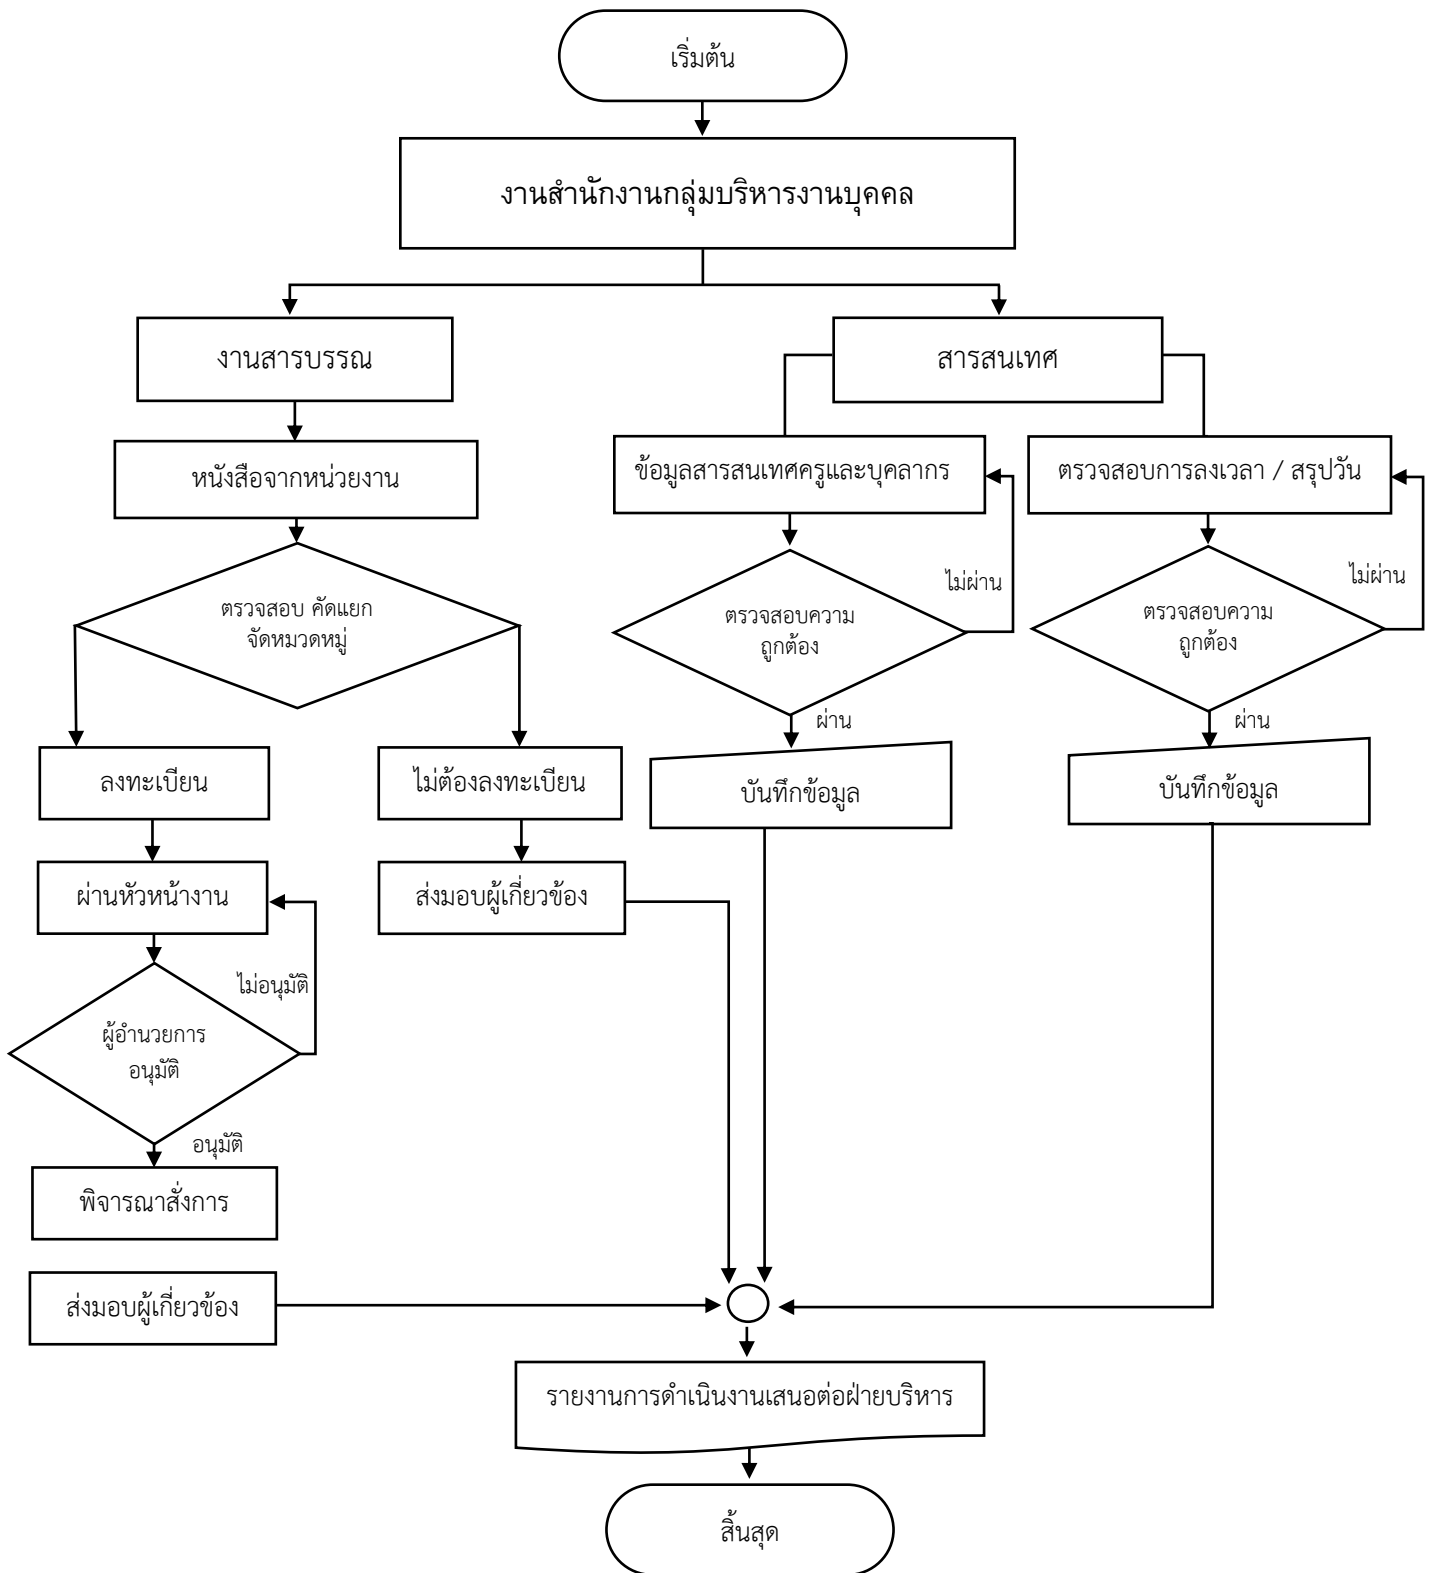 เริ่มต้น
งานสำนักงานกลุ่มบริหารงานบุคคล
งานสารบรรณ
สารสนเทศ
หนังสือจากหน่วยงาน
ข้อมูลสารสนเทศครูและบุคลากร
ตรวจสอบการลงเวลา / สรุปวัน
ตรวจสอบ คัดแยก
จัดหมวดหมู่
ตรวจสอบความ
ถูกต้อง
ไม่ผ่าน
ตรวจสอบความ
ถูกต้อง
ไม่ผ่าน
ผ่าน
ผ่าน
ลงทะเบียน
ไม่ต้องลงทะเบียน
บันทึกข้อมูล
บันทึกข้อมูล
ผ่านหัวหน้างาน
ส่งมอบผู้เกี่ยวข้อง
ไม่อนุมัติ
ผู้อำนวยการ
อนุมัติ
อนุมัติ
พิจารณาสั่งการ
ส่งมอบผู้เกี่ยวข้อง
รายงานการดำเนินงานเสนอต่อฝ่ายบริหาร
สิ้นสุด